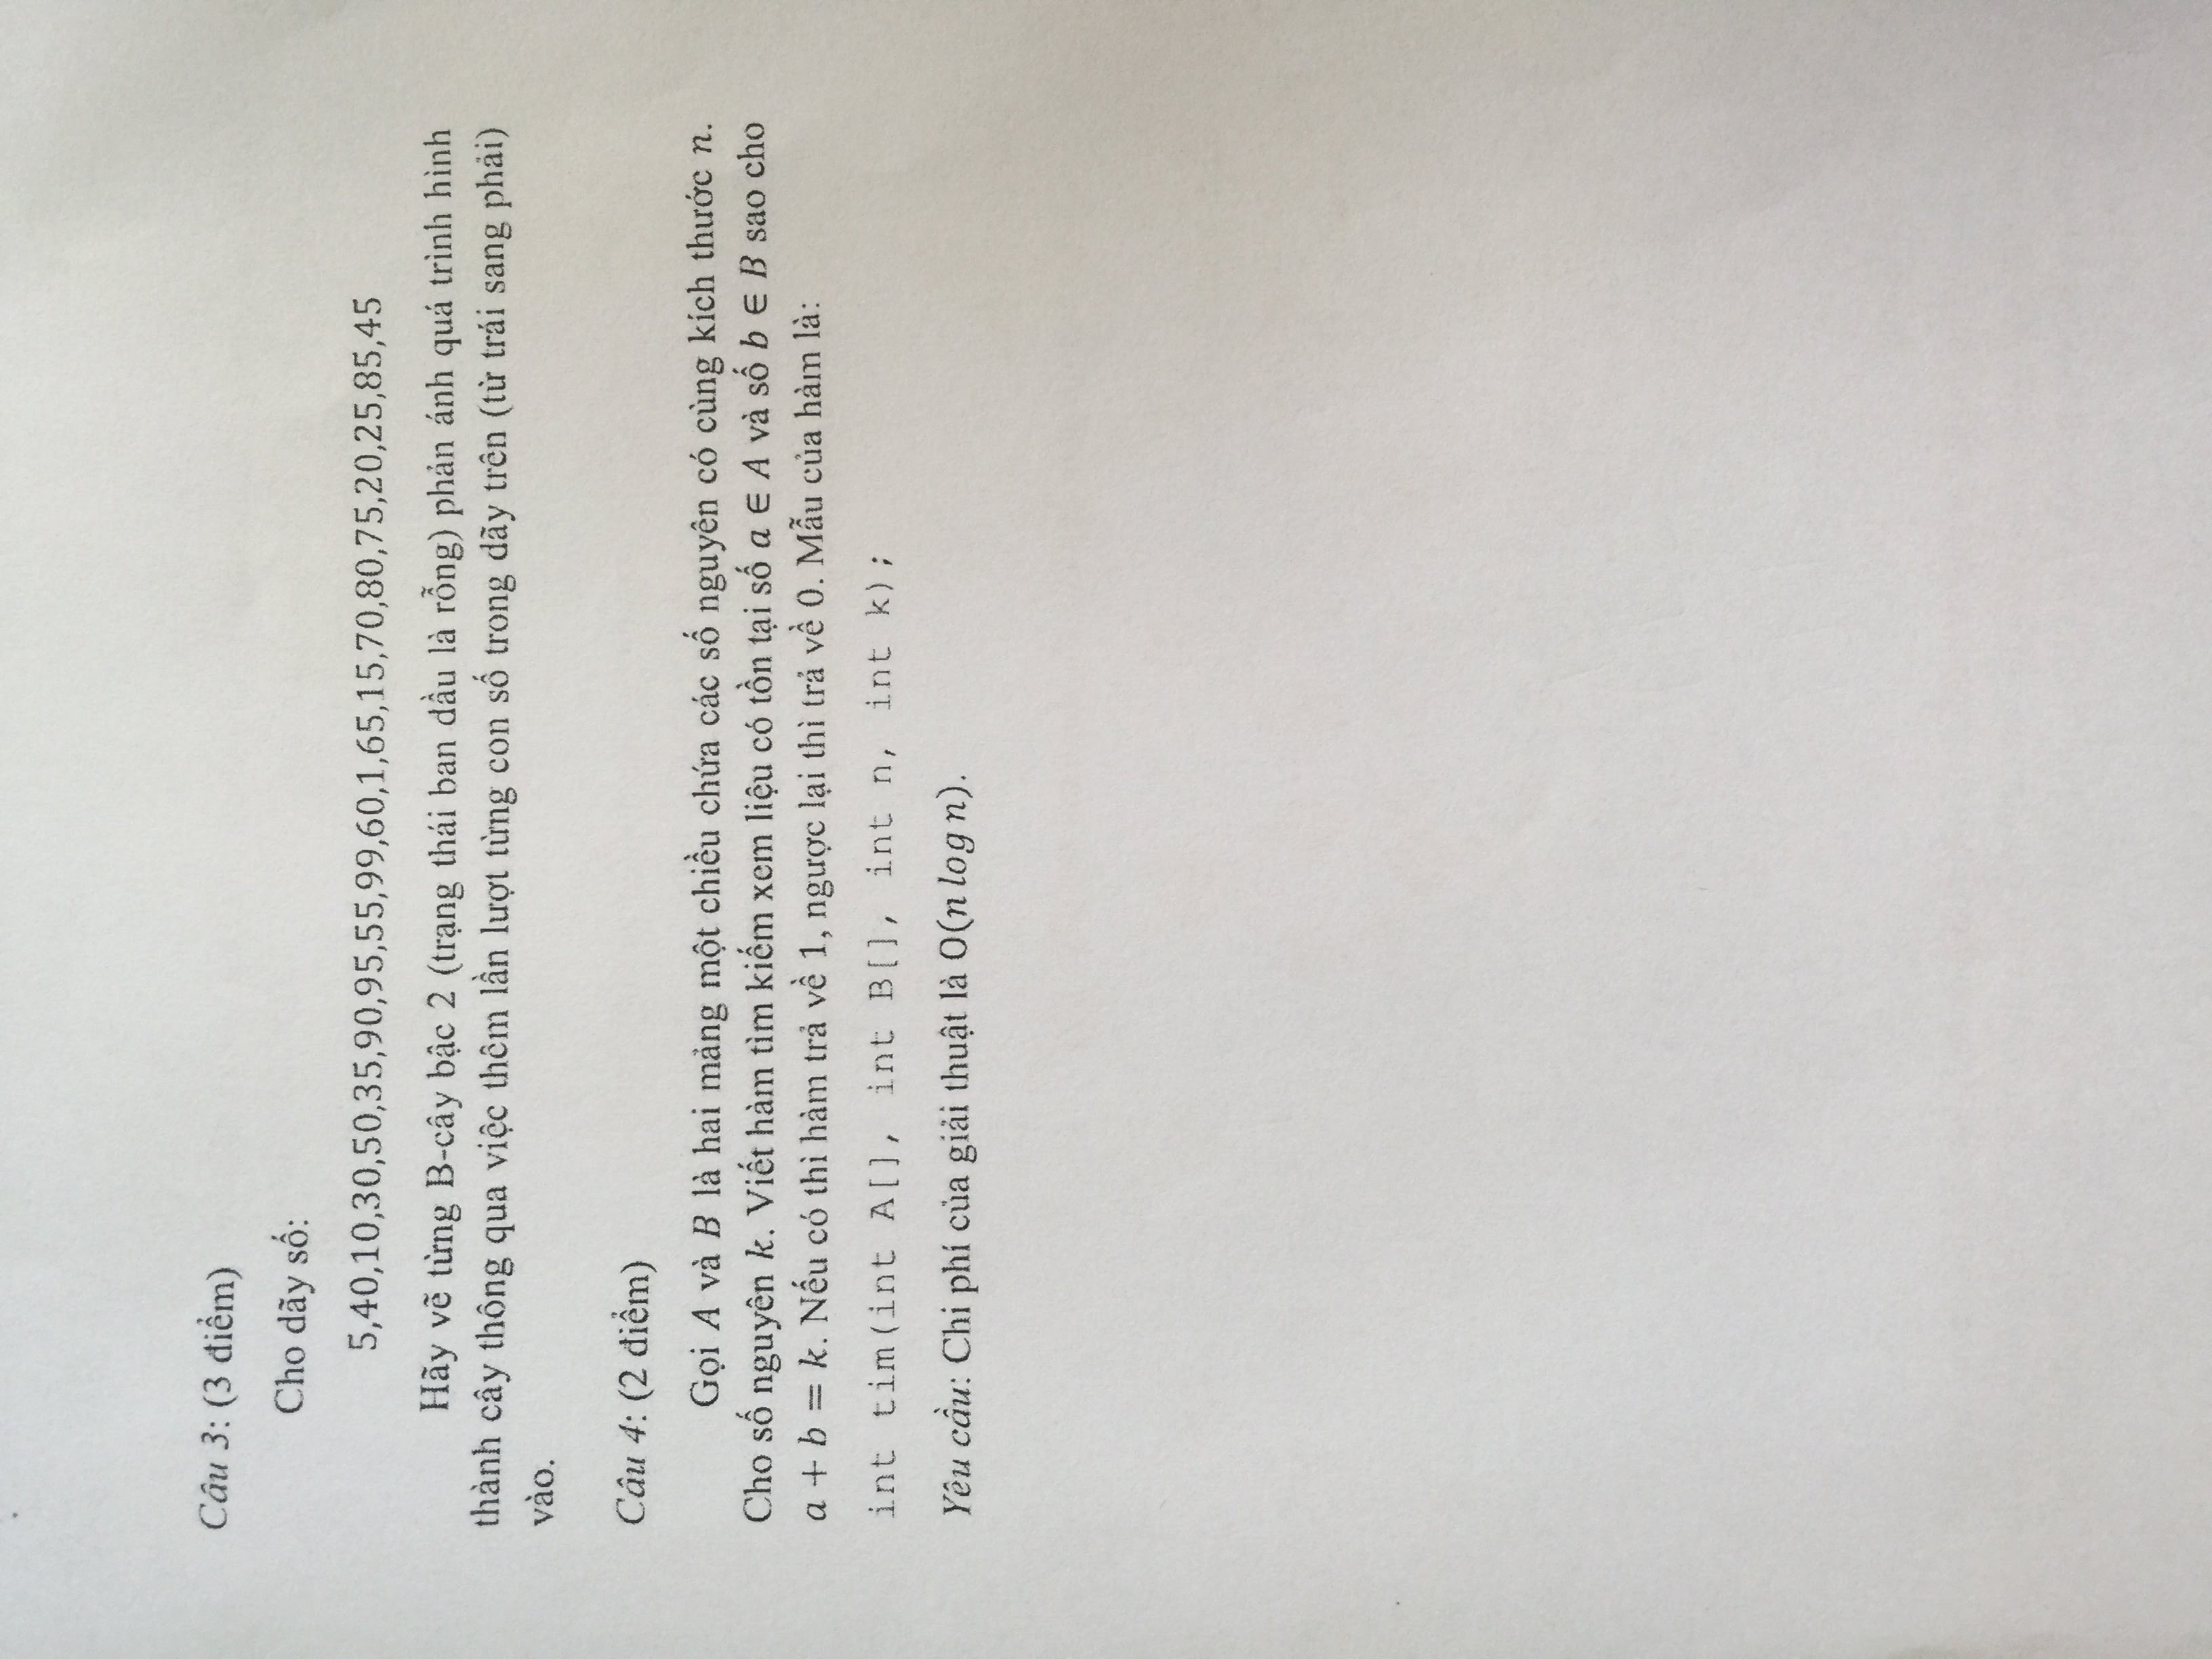 Câu 3: (3 điểm)
Cho dãy số:
5,40,10,30,50,35,90,95,55,99,60,1,65,15,70,80,75,20,25,85,45
Hãy vẽ từng B-cây bậc 2 (trạng thái ban đầu là rỗng) phản ánh quá trình hình
thành cây thông qua việc thêm lần lượt từng con số trong dãy trên (từ trái sang phải)
vào.
Câu 4: (2 điểm)
Gọi A và B là hai mảng một chiều chứa các số nguyên có cùng kích thước n.
Cho số nguyên k. Viết hàm tìm kiếm xem liệu có tồn tại số a ∈ A và số b ∈ B sao cho
a + b = k. Nếu có thì hàm trả về 1, ngược lại thì trả về 0. Mẫu của hàm là:
int tim(int A[], int B[], int n, int k);
Yêu cầu: Chi phí của giải thuật là O(n log n).